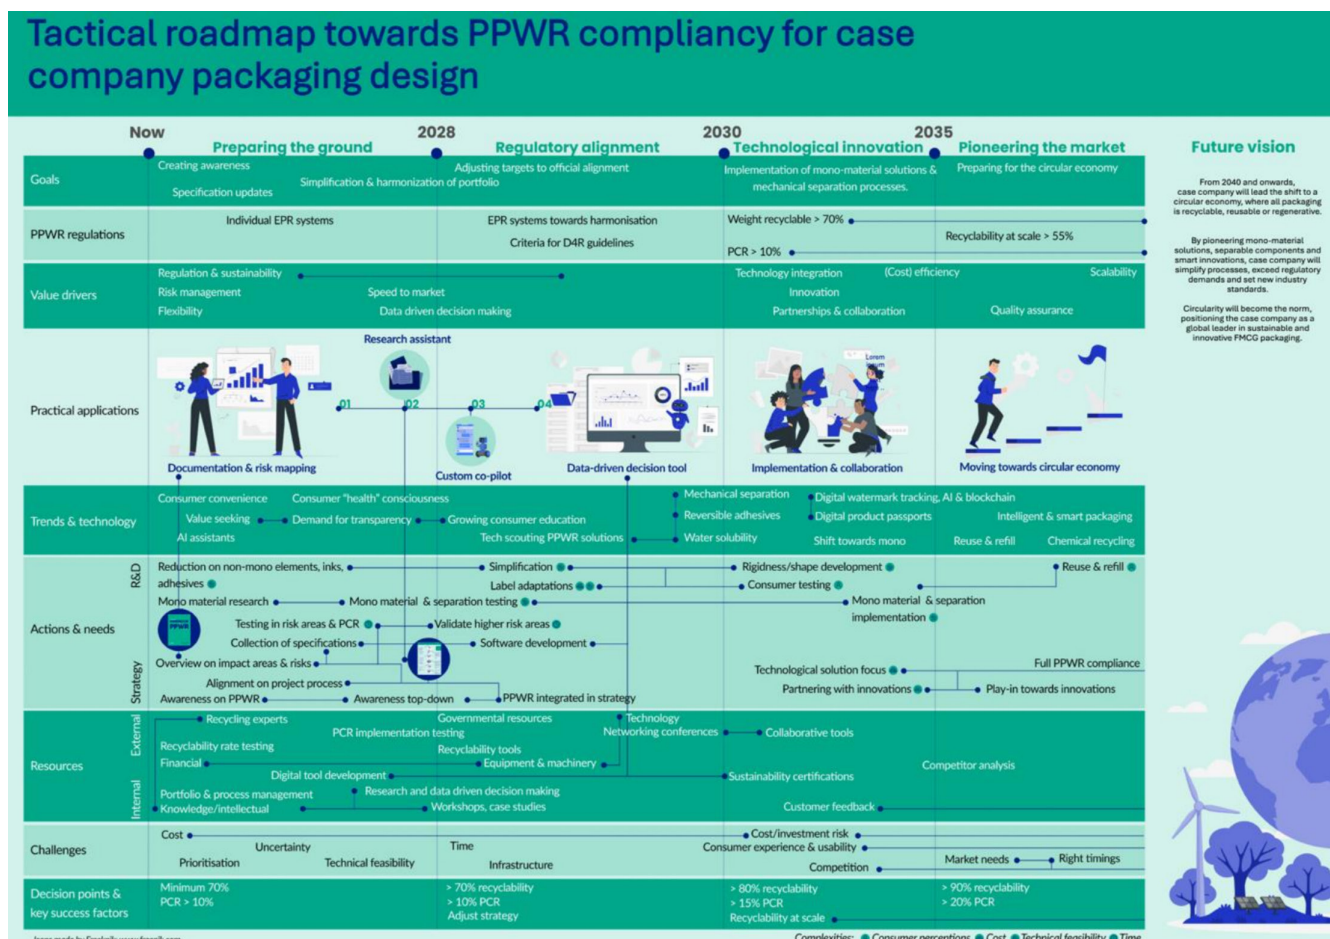 Tactical roadmap towards PPWR compliancy for case
company packaging design
Now
2028
2030
2035
Preparing the ground
Regulatory alignment
Technological innovation
Pioneering the market
Future vision
Goals
Creating awareness
Specification updates
Simplification & harmonization of portfolio
Adjusting targets to official alignment
Implementation of mono-material solutions &
mechanical separation processes.
Preparing for the circular economy
PPWR regulations
Individual EPR systems
EPR systems towards harmonisation
Criteria for D4R guidelines
Weight recyclable > 70%
PCR > 10%
Recyclability at scale > 55%
Value drivers
Regulation & sustainability
Risk management
Flexibility
Speed to market
Data driven decision making
Technology integration
(Cost) efficiency
Scalability
Innovation
Partnerships & collaboration
Quality assurance
Practical applications
Research assistant
01
02
03
04
Lorem
Ipsum
Documentation & risk mapping
Custom co-pilot
Data-driven decision tool
Implementation & collaboration
Moving towards circular economy
Trends & technology
Consumer convenience
Consumer "health" consciousness
Value seeking
Demand for transparency
Growing consumer education
AI assistants
Tech scouting PPWR solutions
Mechanical separation
Reversible adhesives
Water solubility
Digital watermark tracking, AI & blockchain
Digital product passports
Intelligent & smart packaging
Shift towards mono
Reuse & refill
Chemical recycling
Actions & needs
R&D
Strategy
Reduction on non-mono elements, inks,
adhesives
Simplification
Rigidness/shape development
Reuse & refill
Label adaptations
Consumer testing
Mono material research
Mono material & separation testing
Mono material & separation
implementation
PPWR
Testing in risk areas & PCR
Validate higher risk areas
Collection of specifications
Software development
Overview on impact areas & risks
Technological solution focus
Full PPWR compliance
Alignment on project process
Partnering with innovations
Play-in towards innovations
Awareness on PPWR
Awareness top-down
PPWR integrated in strategy
Resources
External
Internal
Recycling experts
Governmental resources
Technology
PCR implementation testing
Networking conferences
Collaborative tools
Recyclability rate testing
Recyclability tools
Financial
Equipment & machinery
Competitor analysis
Digital tool development
Sustainability certifications
Portfolio & process management
Research and data driven decision making
Knowledge/intellectual
Workshops, case studies
Customer feedback
Challenges
Cost
Uncertainty
Time
Cost/investment risk
Consumer experience & usability
Prioritisation
Technical feasibility
Infrastructure
Competition
Market needs
Right timings
Decision points &
key success factors
Minimum 70%
PCR > 10%
> 70% recyclability
> 10% PCR
Adjust strategy
> 80% recyclability
> 15% PCR
Recyclability at scale
> 90% recyclability
> 20% PCR
From 2040 and onwards,
case company will lead the shift to a
circular economy, where all packaging
is recyclable, reusable or regenerative.
By pioneering mono-material
solutions, separable components and
smart innovations, case company will
simplify processes, exceed regulatory
demands and set new industry
standards.
Circularity will become the norm,
positioning the case company as a
global leader in sustainable and
innovative FMCG packaging.
Complexities: Consumer perceptions Cost Technical feasibility Time